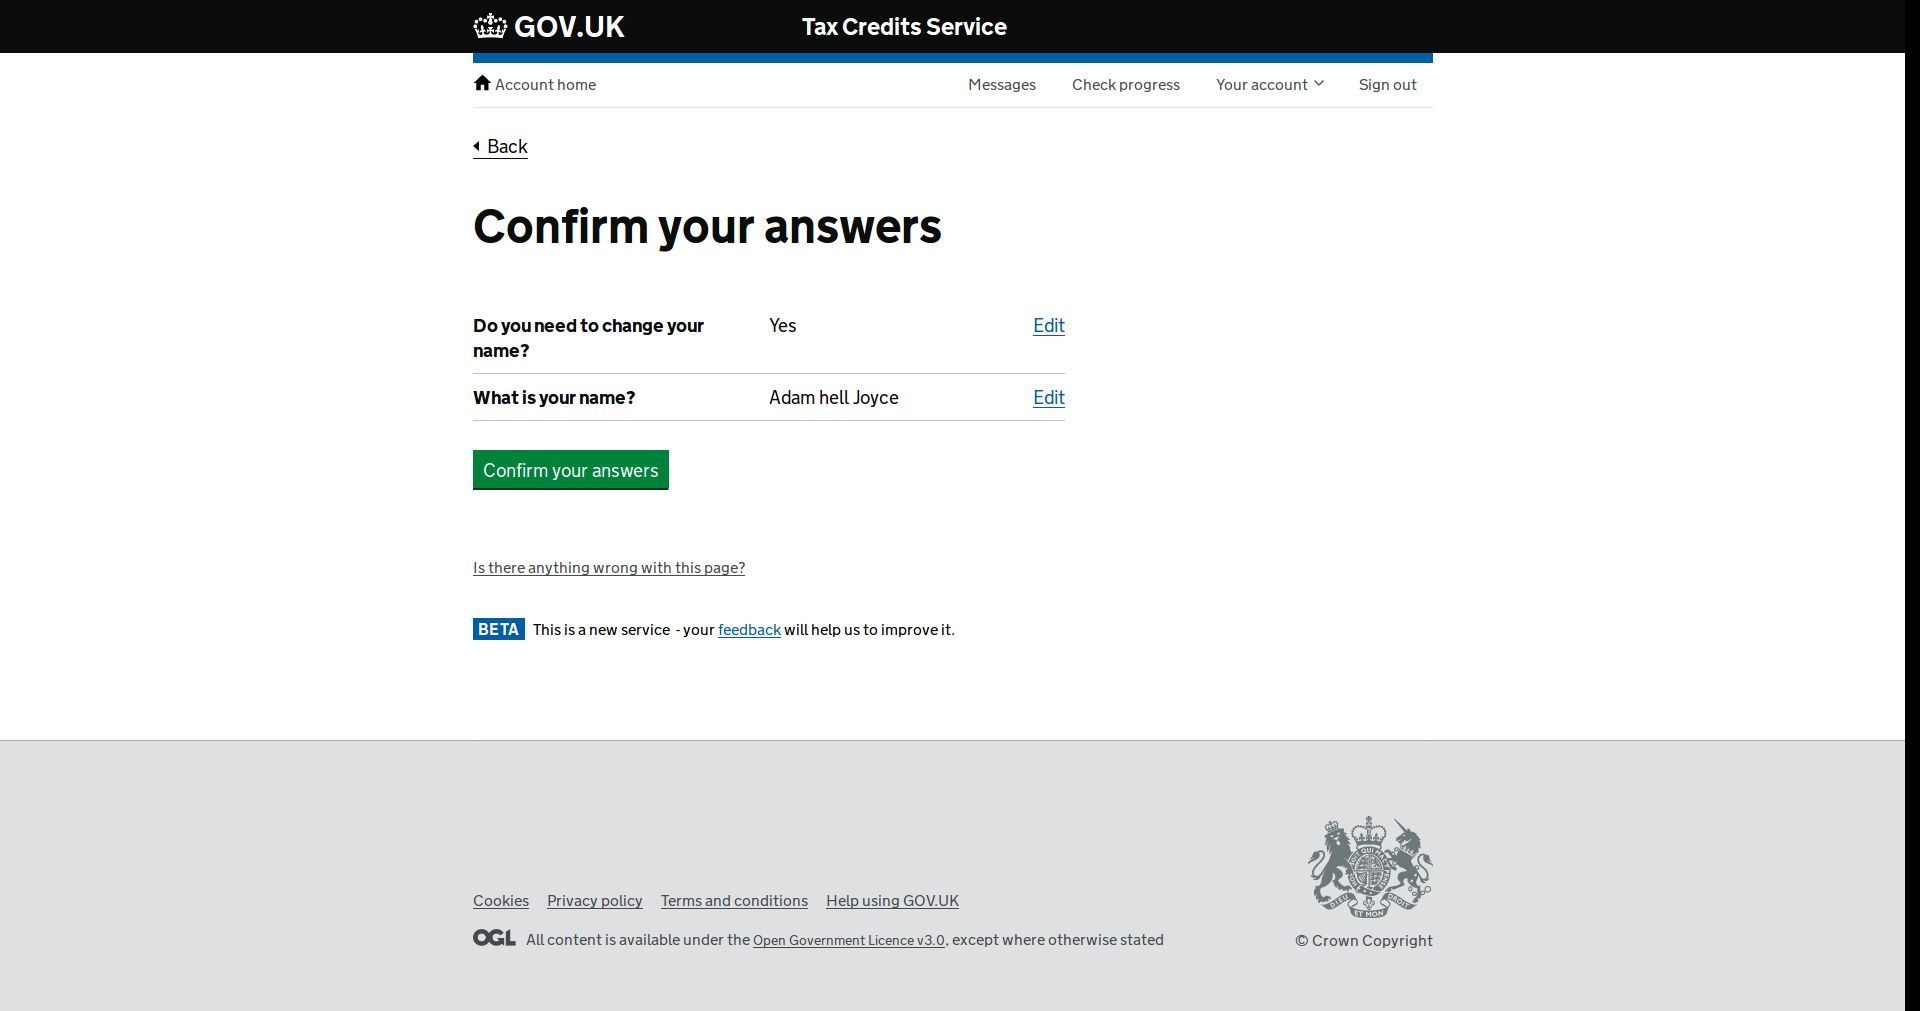 GOV.UK
Tax Credits Service
Account home
Messages
Check progress
Your account
Sign out
Back
Confirm your answers
Do you need to change your
name?
Yes
Edit
What is your name?
Adam hell Joyce
Edit
Confirm your answers
Is there anything wrong with this page?
BETA This is a new service - your feedback will help us to improve it.
Cookies
Privacy policy
Terms and conditions
Help using GOV.UK
OGL All content is available under the Open Government Licence v3.0, except where otherwise stated
DIEU ET MON DROIT
© Crown Copyright